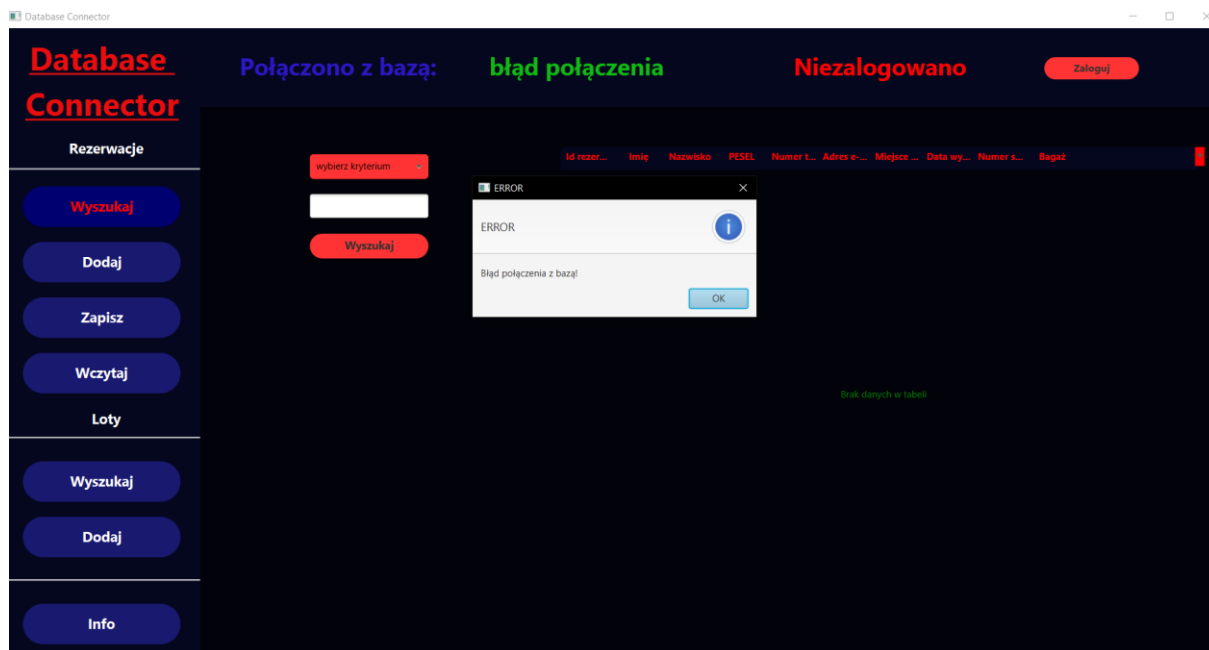 Database Connector
Database
Connector
Połączono z bazą:
błąd połączenia
Niezalogowano
Zaloguj
Rezerwacje
Wyszukaj
Dodaj
Zapisz
Wczytaj
Loty
Wyszukaj
Dodaj
Info
wybierz kryterium
Wyszukaj
Id rezer... Imię Nazwisko PESEL Numer t... Adres e-... Miejsce ... Data wy... Numer s... Bagaż
ERROR
ERROR
Błąd połączenia z bazą!
OK
Brak danych w tabeli